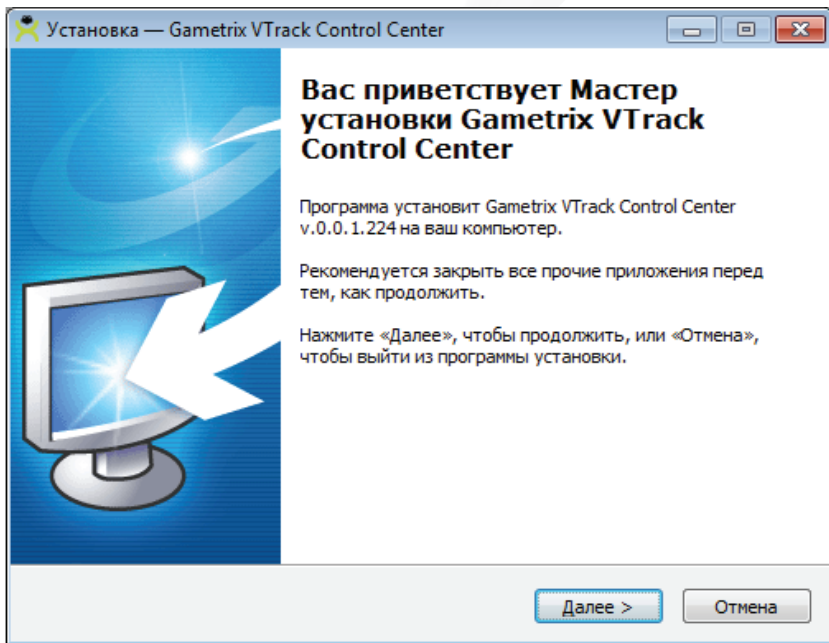 Установка — Gametrix VTrack Control Center
Вас приветствует Мастер
установки Gametrix VTrack
Control Center
Программа установит Gametrix VTrack Control Center
v.0.0.1.224 на ваш компьютер.
Рекомендуется закрыть все прочие приложения перед
тем, как продолжить.
Нажмите «Далее», чтобы продолжить, или «Отмена»,
чтобы выйти из программы установки.
Далее >
Отмена